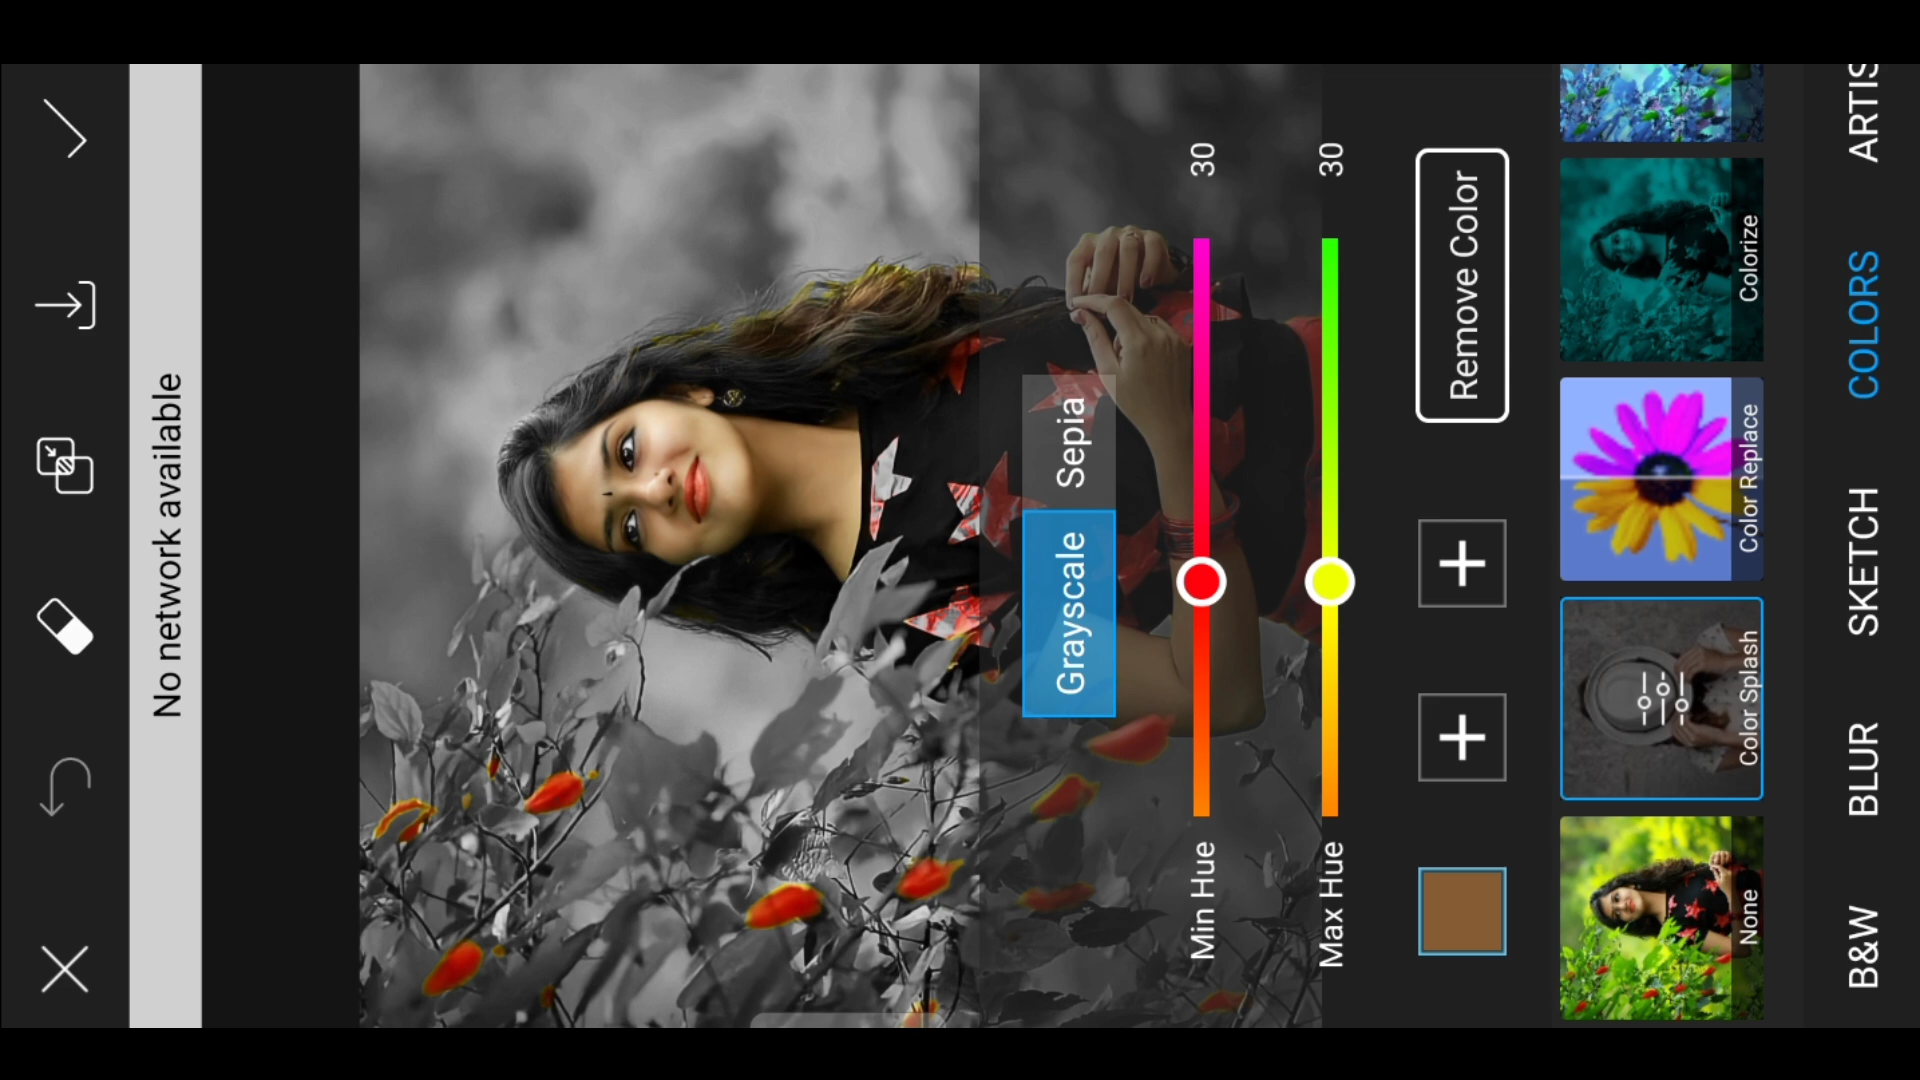 No network available
Grayscale Sepia
Min Hue 30
Max Hue 30
Remove Color
None Color Splash Color Replace Colorize
B&W BLUR SKETCH COLORS ARTIS